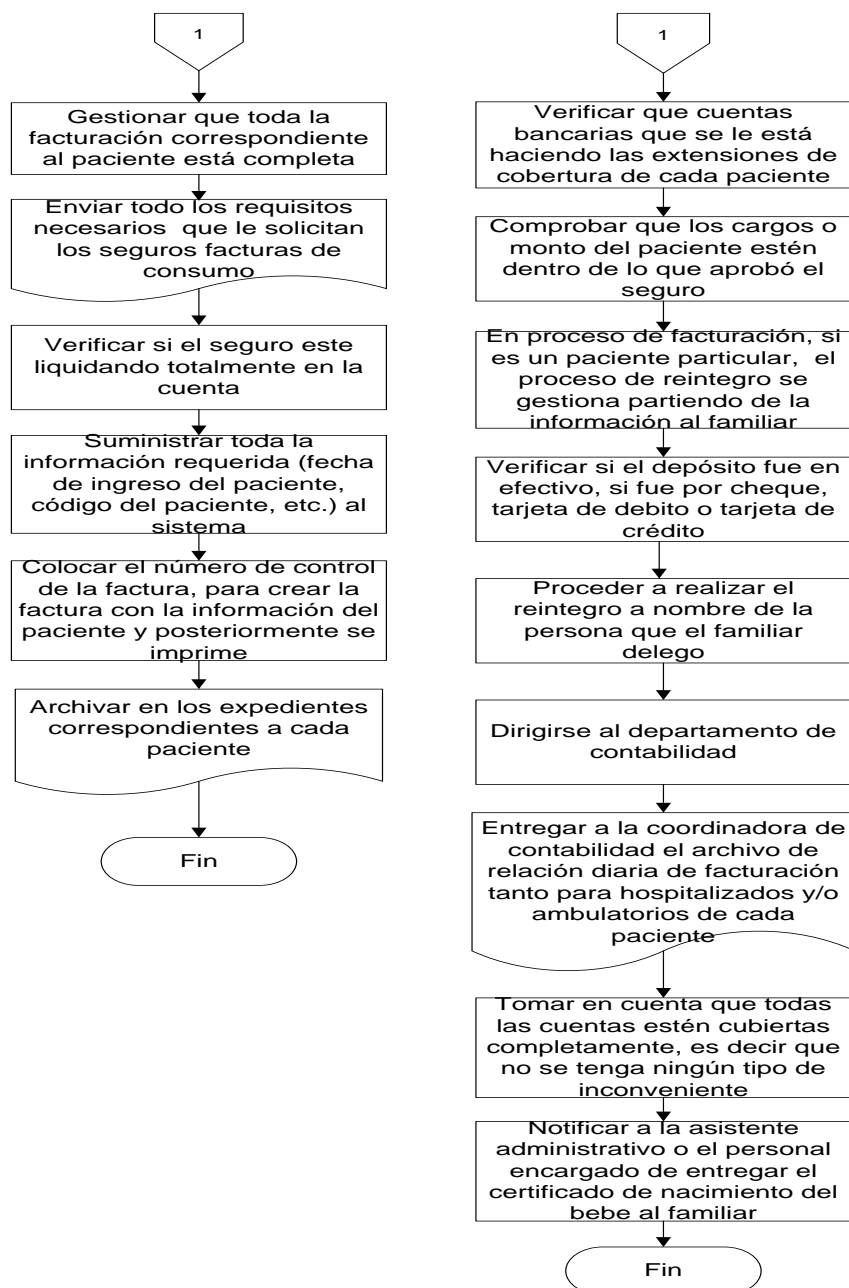 1
Gestionar que toda la
facturación correspondiente
al paciente está completa
Enviar todo los requisitos
necesarios que le solicitan
los seguros facturas de
consumo
Verificar si el seguro este
liquidando totalmente en la
cuenta
Suministrar toda la
información requerida (fecha
de ingreso del paciente,
código del paciente, etc.) al
sistema
Colocar el número de control
de la factura, para crear la
factura con la información del
paciente y posteriormente se
imprime
Archivar en los expedientes
correspondientes a cada
paciente
Fin
1
Verificar que cuentas
bancarias que se le está
haciendo las extensiones de
cobertura de cada paciente
Comprobar que los cargos o
monto del paciente estén
dentro de lo que aprobó el
seguro
En proceso de facturación, si
es un paciente particular, el
proceso de reintegro se
gestiona partiendo de la
información al familiar
Verificar si el depósito fue en
efectivo, si fue por cheque,
tarjeta de debito o tarjeta de
crédito
Proceder a realizar el
reintegro a nombre de la
persona que el familiar
delego
Dirigirse al departamento de
contabilidad
Entregar a la coordinadora de
contabilidad el archivo de
relación diaria de facturación
tanto para hospitalizados y/o
ambulatorios de cada
paciente
Tomar en cuenta que todas
las cuentas estén cubiertas
completamente, es decir que
no se tenga ningún tipo de
inconveniente
Notificar a la asistente
administrativo o el personal
encargado de entregar el
certificado de nacimiento del
bebe al familiar
Fin